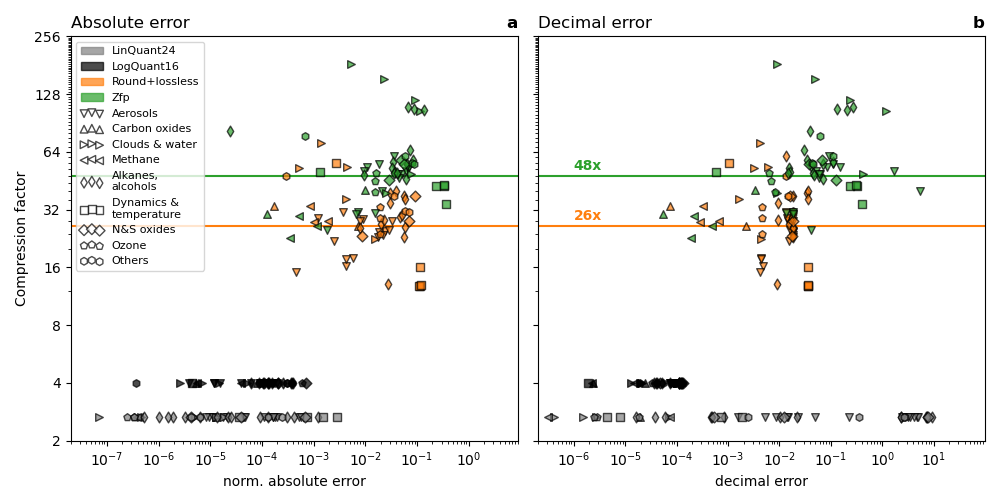 Absolute error
a
Decimal error
b
256
128
64
32
16
8
4
2
Compression factor
LinQuant24
LogQuant16
Round+lossless
Zfp
Aerosols
Carbon oxides
Clouds & water
Methane
Alkanes,
alcohols
Dynamics &
temperature
N&S oxides
Ozone
Others
48x
26x
10⁻⁷ 10⁻⁶ 10⁻⁵ 10⁻⁴ 10⁻³ 10⁻² 10⁻¹ 10⁰
norm. absolute error
10⁻⁶ 10⁻⁵ 10⁻⁴ 10⁻³ 10⁻² 10⁻¹ 10⁰ 10¹
decimal error